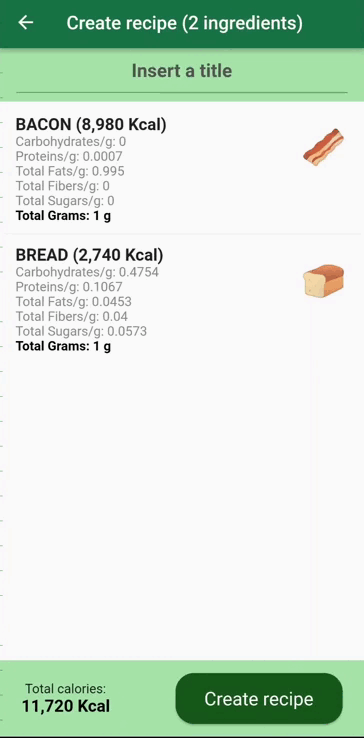 Create recipe (2 ingredients)
Insert a title
BACON (8,980 Kcal)
Carbohydrates/g: 0
Proteins/g: 0.0007
Total Fats/g: 0.995
Total Fibers/g: 0
Total Sugars/g: 0
Total Grams: 1 g
BREAD (2,740 Kcal)
Carbohydrates/g: 0.4754
Proteins/g: 0.1067
Total Fats/g: 0.0453
Total Fibers/g: 0.04
Total Sugars/g: 0.0573
Total Grams: 1 g
Total calories:
11,720 Kcal
Create recipe